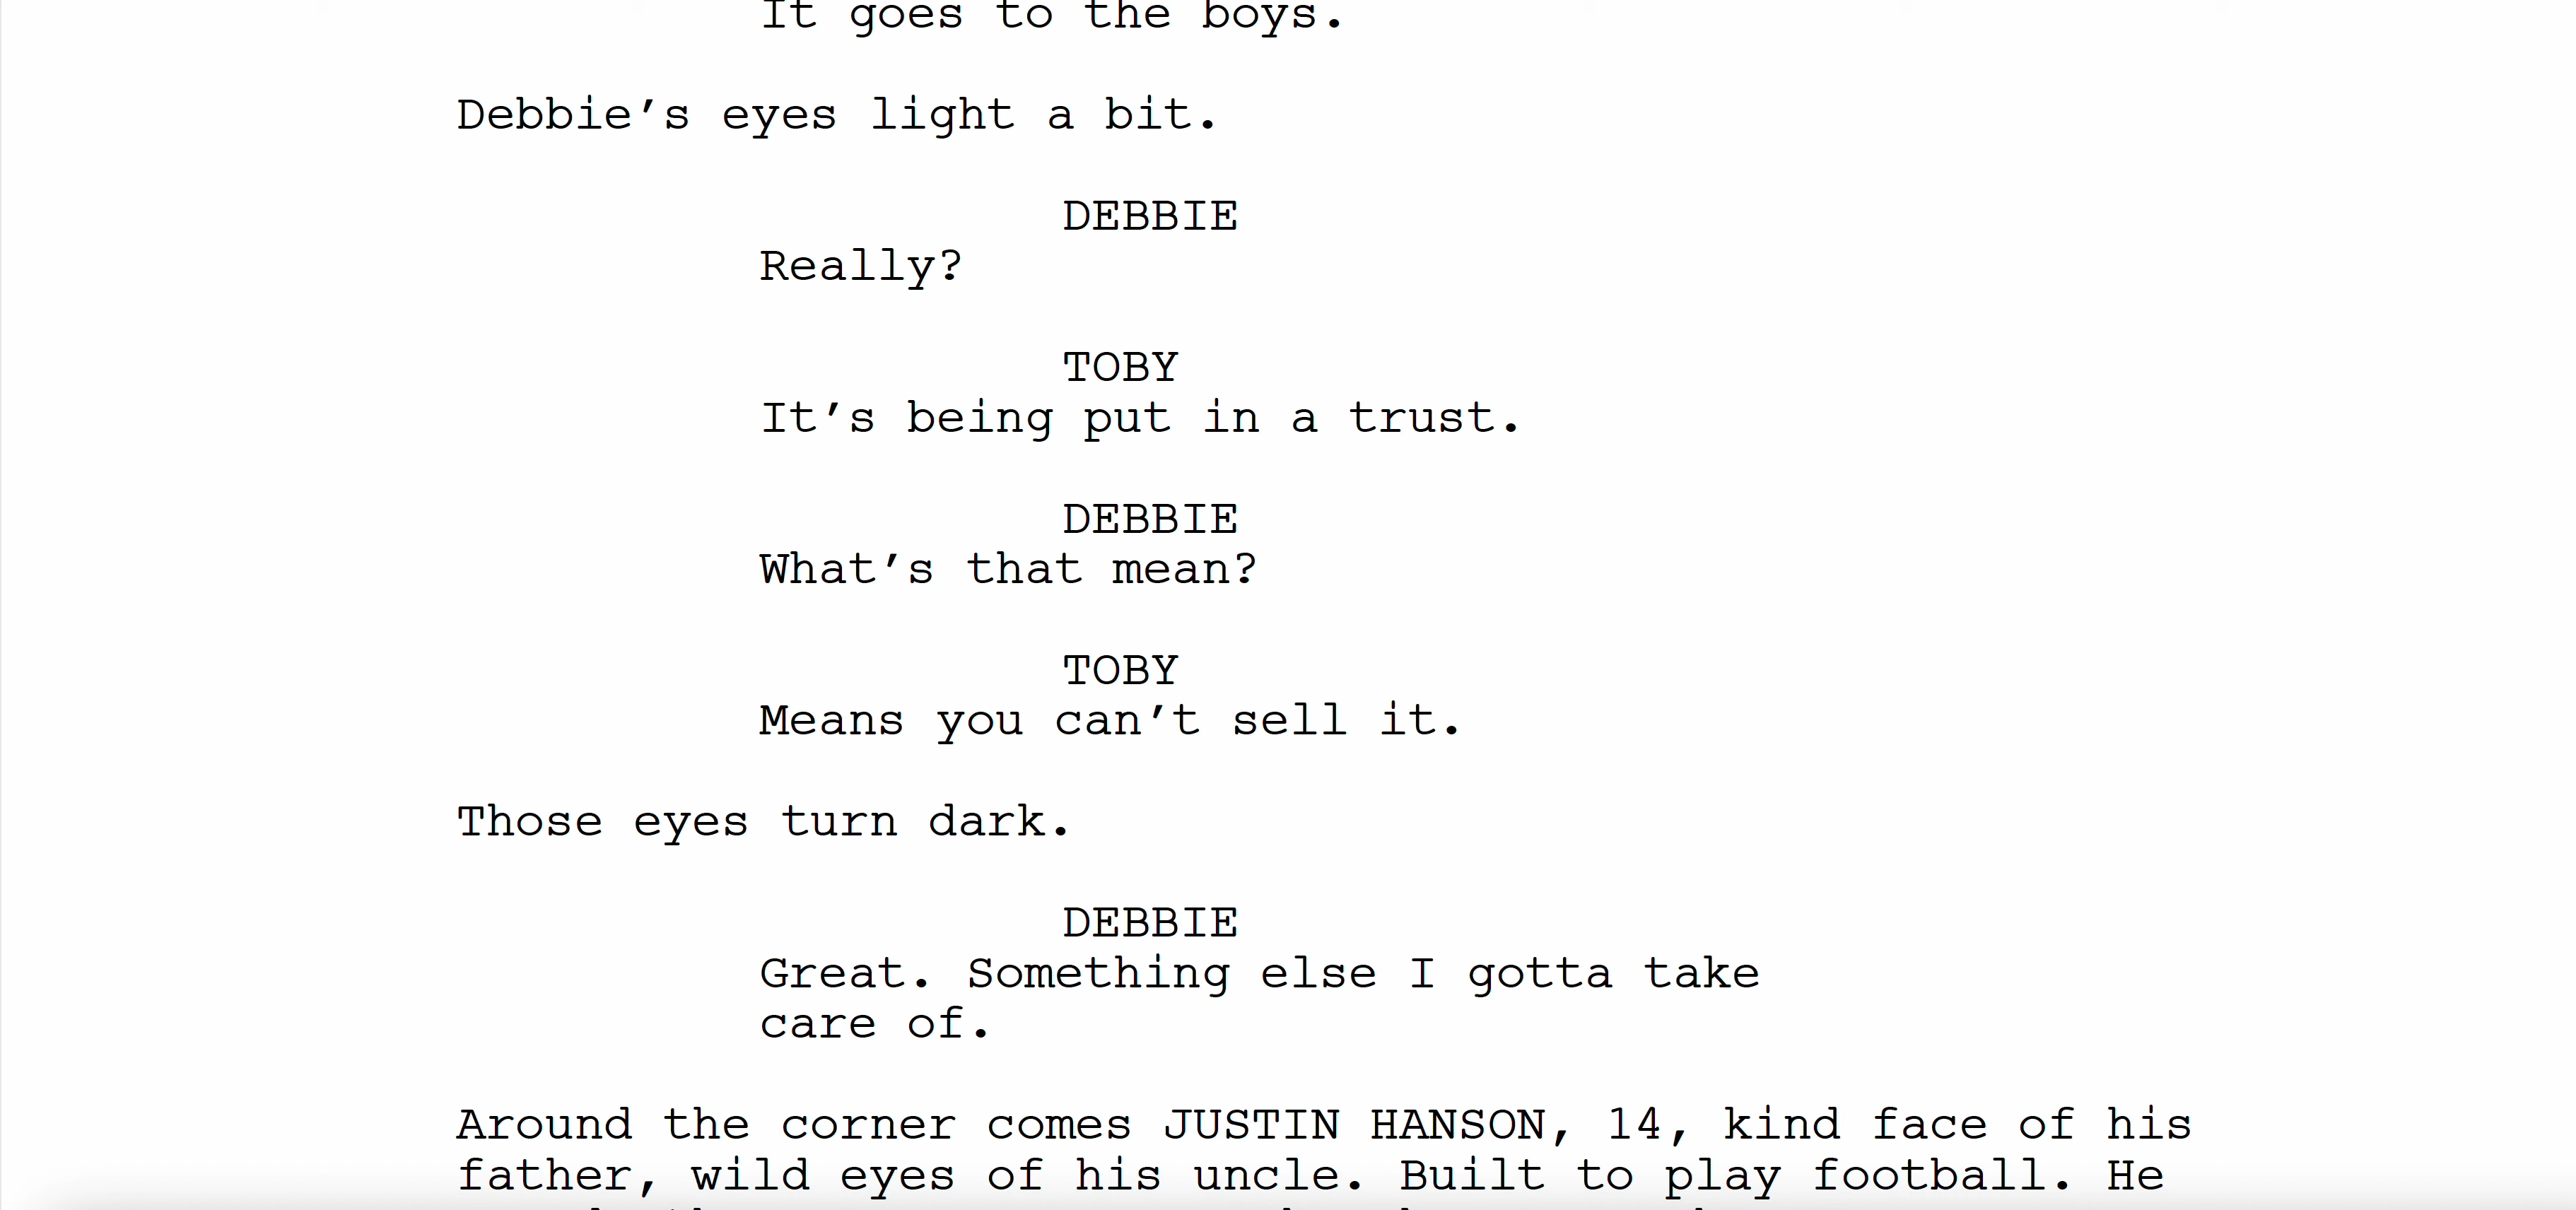 It goes to the boys.
Debbie’s eyes light a bit.
DEBBIE
Really?
TOBY
It’s being put in a trust.
DEBBIE
What’s that mean?
TOBY
Means you can’t sell it.
Those eyes turn dark.
DEBBIE
Great. Something else I gotta take
care of.
Around the corner comes JUSTIN HANSON, 14, kind face of his
father, wild eyes of his uncle. Built to play football. He